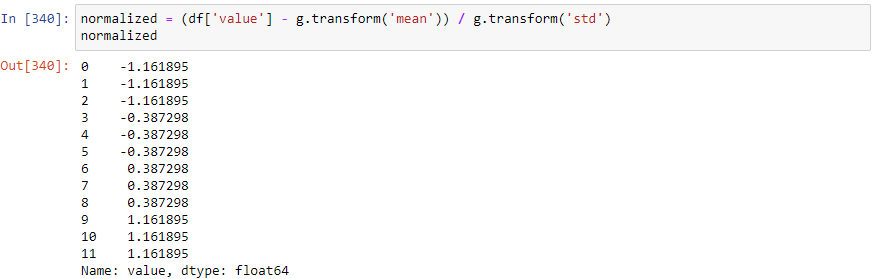 In [340]: normalized = (df['value'] - g.transform('mean')) / g.transform('std')
normalized
Out[340]: 0 -1.161895
1 -1.161895
2 -1.161895
3 -0.387298
4 -0.387298
5 -0.387298
6 0.387298
7 0.387298
8 0.387298
9 1.161895
10 1.161895
11 1.161895
Name: value, dtype: float64